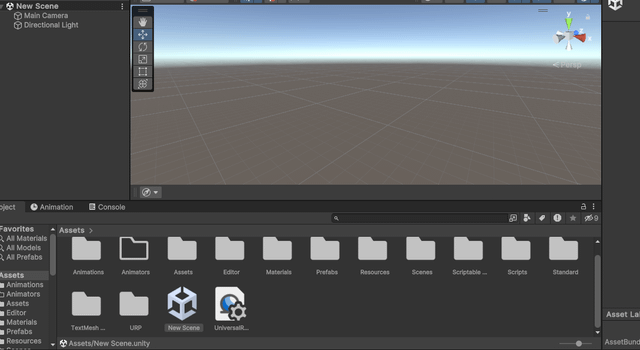 New Scene
Main Camera
Directional Light
y
x
Persp
oject
Animation
Console
9
Favorites
All Materials
All Models
All Prefabs
Assets
Animations
Animators
Assets
Editor
Materials
Prefabs
Resources
Assets
Animations
Animators
Assets
Editor
Materials
Prefabs
Resources
Scenes
Scriptable ...
Scripts
Standard
TextMesh ...
URP
New Scene
UniversalR...
Assets/New Scene.unity
Asset Lal
AssetBund